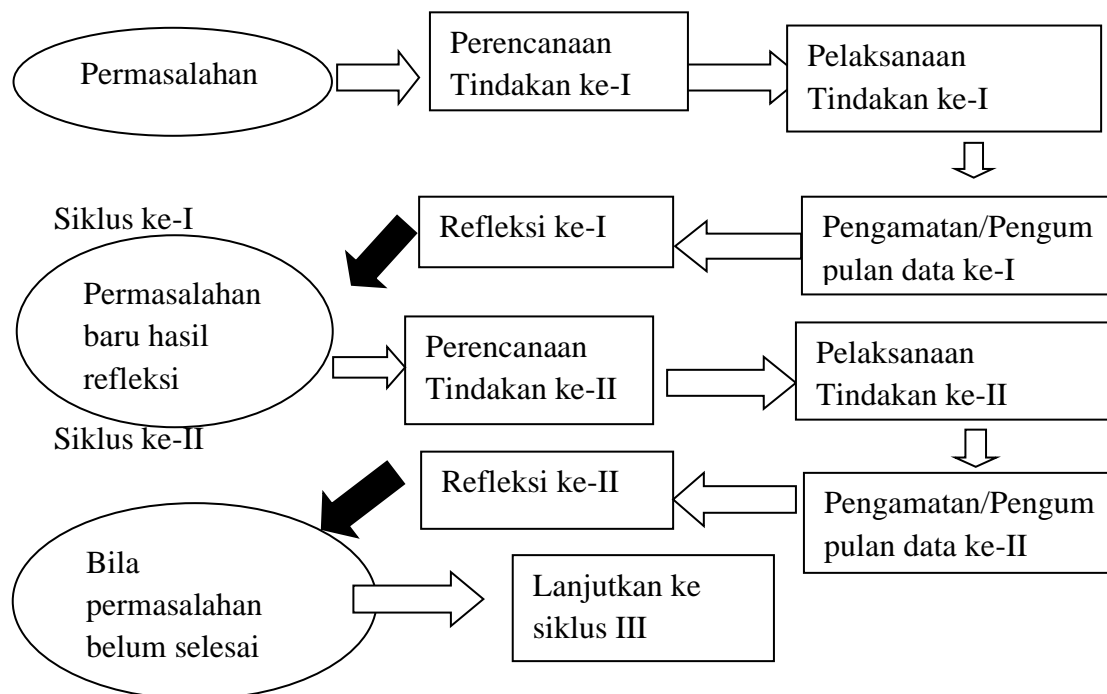 Permasalahan
Perencanaan
Tindakan ke-I
Pelaksanaan
Tindakan ke-I
Siklus ke-I
Refleksi ke-I
Pengamatan/Pengum
pulan data ke-I
Permasalahan
baru hasil
refleksi
Perencanaan
Tindakan ke-II
Pelaksanaan
Tindakan ke-II
Siklus ke-II
Refleksi ke-II
Pengamatan/Pengum
pulan data ke-II
Bila
permasalahan
belum selesai
Lanjutkan ke
siklus III